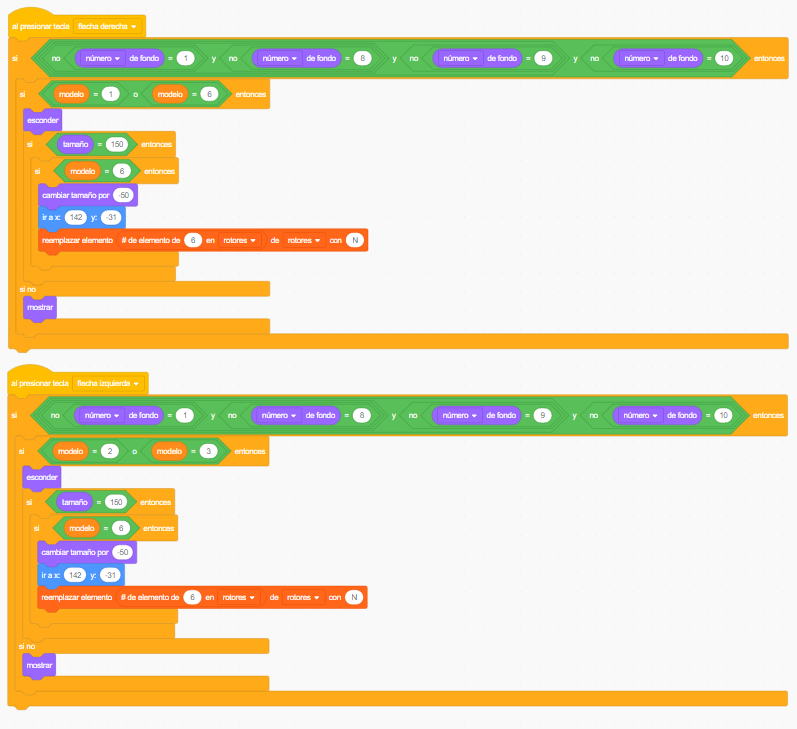 al presionar tecla flecha derecha
si no número de fondo = 1 y no número de fondo = 8 y no número de fondo = 9 y no número de fondo = 10 entonces
si modelo = 1 o modelo = 6 entonces
esconder
si tamaño = 150 entonces
si modelo = 6 entonces
cambiar tamaño por -50
ir a x: 142 y: -31
reemplazar elemento # de elemento de 6 en rotores de rotores con N
si no
mostrar
al presionar tecla flecha izquierda
si no número de fondo = 1 y no número de fondo = 8 y no número de fondo = 9 y no número de fondo = 10 entonces
si modelo = 2 o modelo = 3 entonces
esconder
si tamaño = 150 entonces
si modelo = 6 entonces
cambiar tamaño por -50
ir a x: 142 y: -31
reemplazar elemento # de elemento de 6 en rotores de rotores con N
si no
mostrar